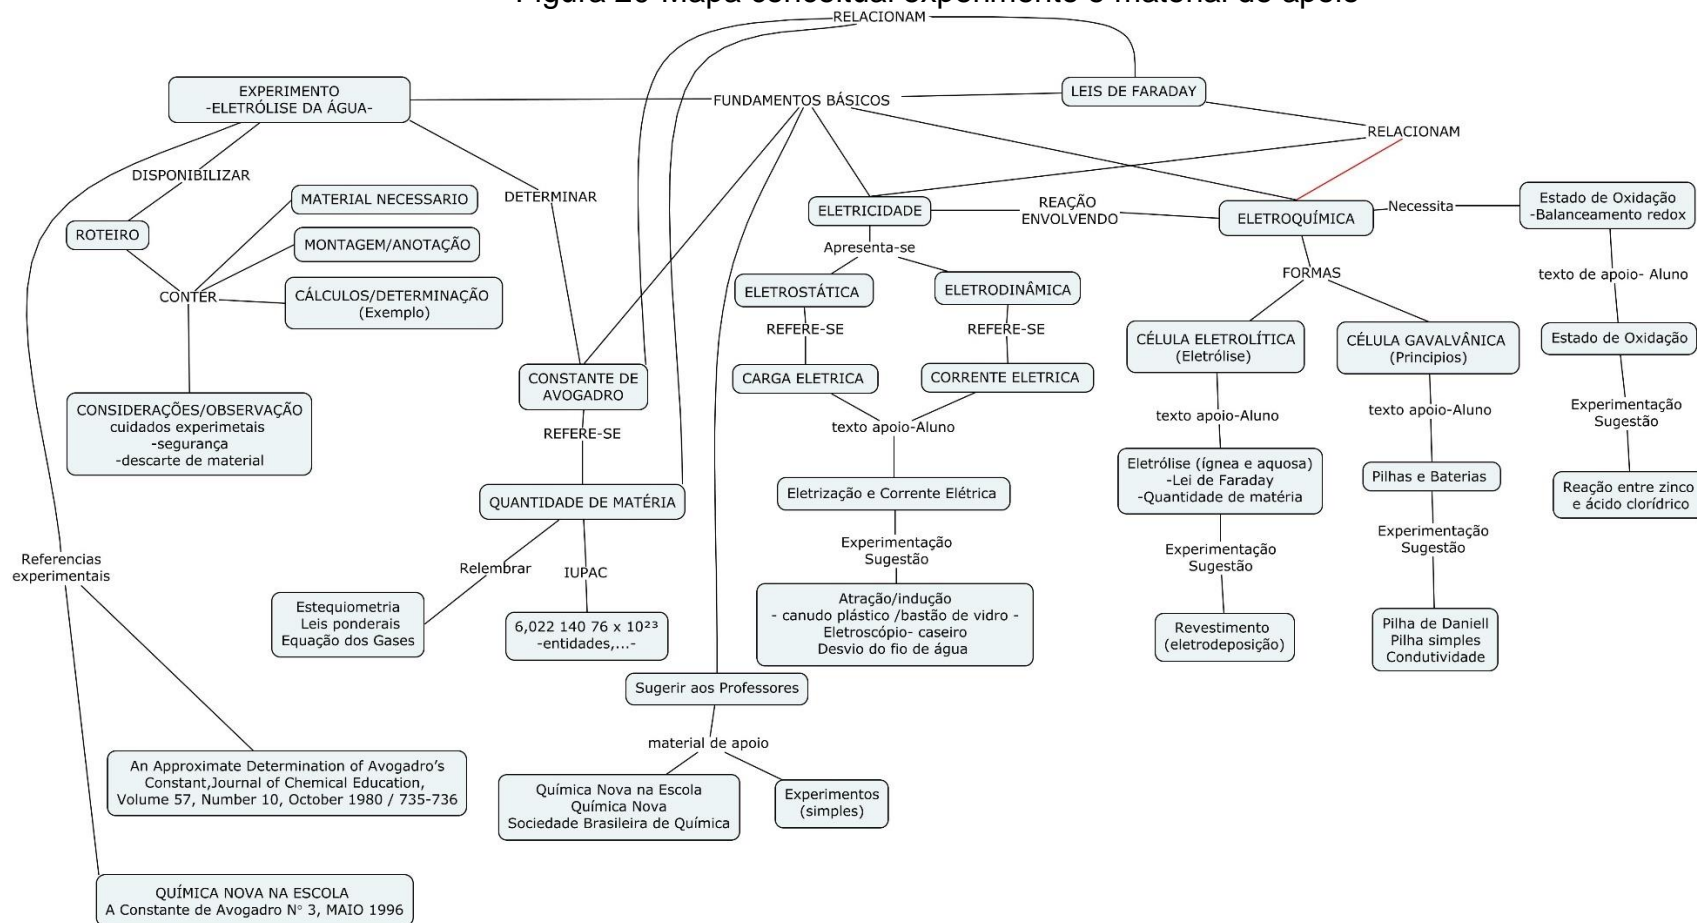 RELACIONAM
EXPERIMENTO
-ELETRÓLISE DA ÁGUA-
FUNDAMENTOS BÁSICOS
LEIS DE FARADAY
RELACIONAM
DISPONIBILIZAR
DETERMINAR
MATERIAL NECESSARIO
ROTEIRO
MONTAGEM/ANOTAÇÃO
CONTER
CÁLCULOS/DETERMINAÇÃO
(Exemplo)
CONSIDERAÇÕES/OBSERVAÇÃO
cuidados experimetais
-segurança
-descarte de material
ELETRICIDADE
REAÇÃO
ENVOLVENDO
ELETROQUÍMICA
Necessita
Estado de Oxidação
-Balanceamento redox
Apresenta-se
ELETROSTÁTICA
ELETRODINÂMICA
REFERE-SE
REFERE-SE
CARGA ELETRICA
CORRENTE ELETRICA
texto apoio-Aluno
Eletrização e Corrente Elétrica
Experimentação
Sugestão
Atração/indução
- canudo plástico /bastão de vidro -
Eletroscópio- caseiro
Desvio do fio de água
FORMAS
CÉLULA ELETROLÍTICA
(Eletrólise)
texto apoio-Aluno
Eletrólise (ígnea e aquosa)
-Lei de Faraday
-Quantidade de matéria
Experimentação
Sugestão
Revestimento
(eletrodeposição)
CÉLULA GAVALVÂNICA
(Principios)
texto apoio-Aluno
Pilhas e Baterias
Experimentação
Sugestão
Pilha de Daniell
Pilha simples
Condutividade
texto de apoio- Aluno
Estado de Oxidação
Experimentação
Sugestão
Reação entre zinco
e ácido clorídrico
CONSTANTE DE
AVOGADRO
REFERE-SE
QUANTIDADE DE MATÉRIA
Relembrar
IUPAC
Estequiometria
Leis ponderais
Equação dos Gases
6,022 140 76 x 10²³
-entidades,...-
Sugerir aos Professores
material de apoio
Química Nova na Escola
Química Nova
Sociedade Brasileira de Química
Experimentos
(simples)
Referencias
experimentais
An Approximate Determination of Avogadro's
Constant,Journal of Chemical Education,
Volume 57, Number 10, October 1980 / 735-736
QUÍMICA NOVA NA ESCOLA
A Constante de Avogadro N° 3, MAIO 1996